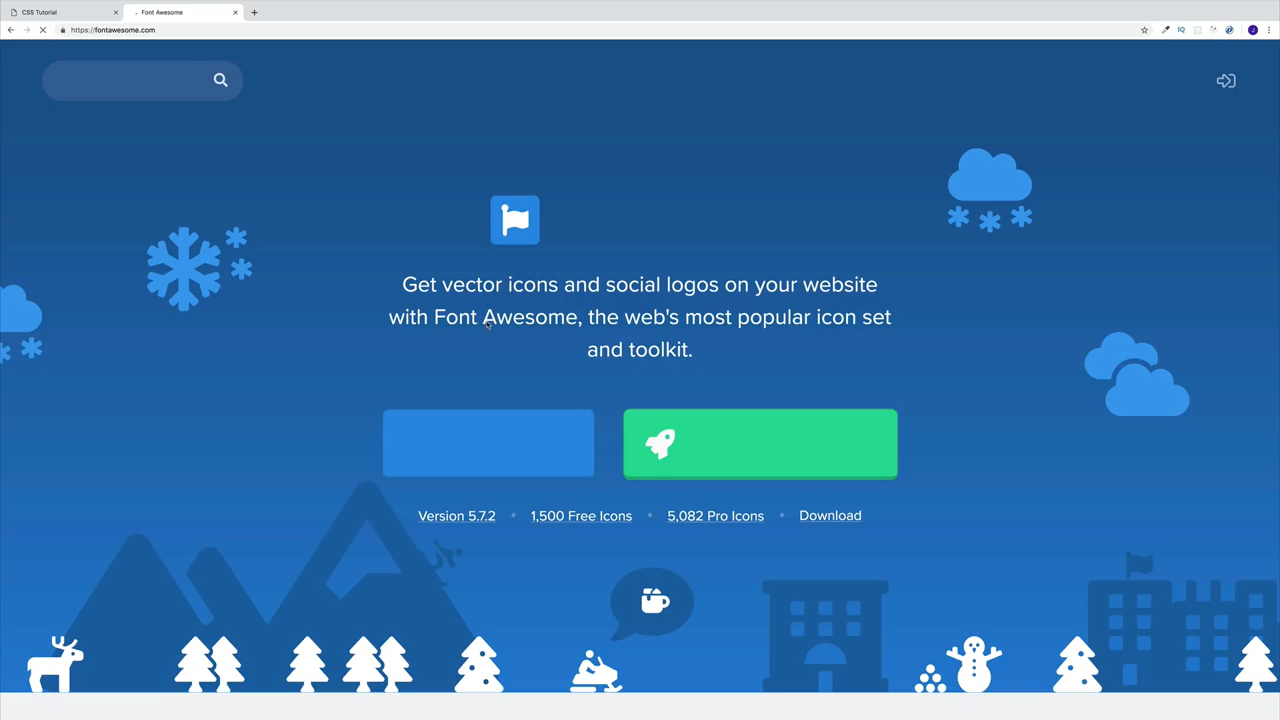 CSS Tutorial
Font Awesome
https://fontawesome.com
IQ
J
Get vector icons and social logos on your website
with Font Awesome, the web's most popular icon set
and toolkit.
Version 5.7.2 • 1,500 Free Icons • 5,082 Pro Icons • Download